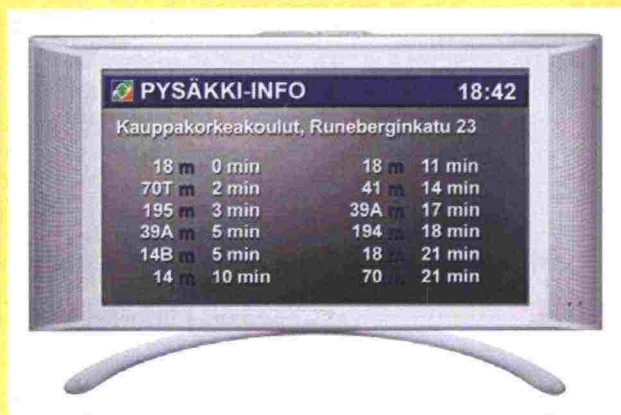 PYSÄKKI-INFO 18:42
Kauppakorkeakoulut, Runeberginkatu 23
18 m 0 min 18 m 11 min
70T m 2 min 41 m 14 min
195 m 3 min 39A m 17 min
39A m 5 min 194 m 18 min
14B m 5 min 18 m 21 min
14 m 10 min 70 m 21 min